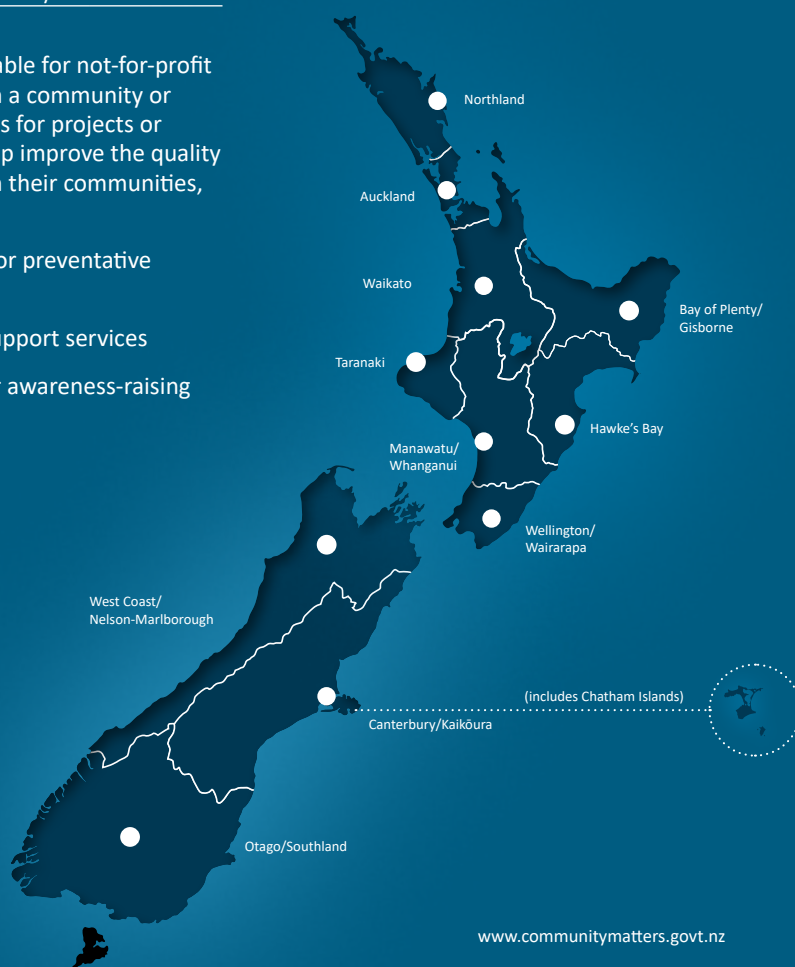 able for not-for-profit
a community or
s for projects or
p improve the quality
their communities,
or preventative
upport services
awareness-raising
Northland
Auckland
Waikato
Bay of Plenty/
Gisborne
Taranaki
Hawke's Bay
Manawatu/
Whanganui
Wellington/
Wairarapa
West Coast/
Nelson-Marlborough
(includes Chatham Islands)
Canterbury/Kaikōura
Otago/Southland
www.communitymatters.govt.nz